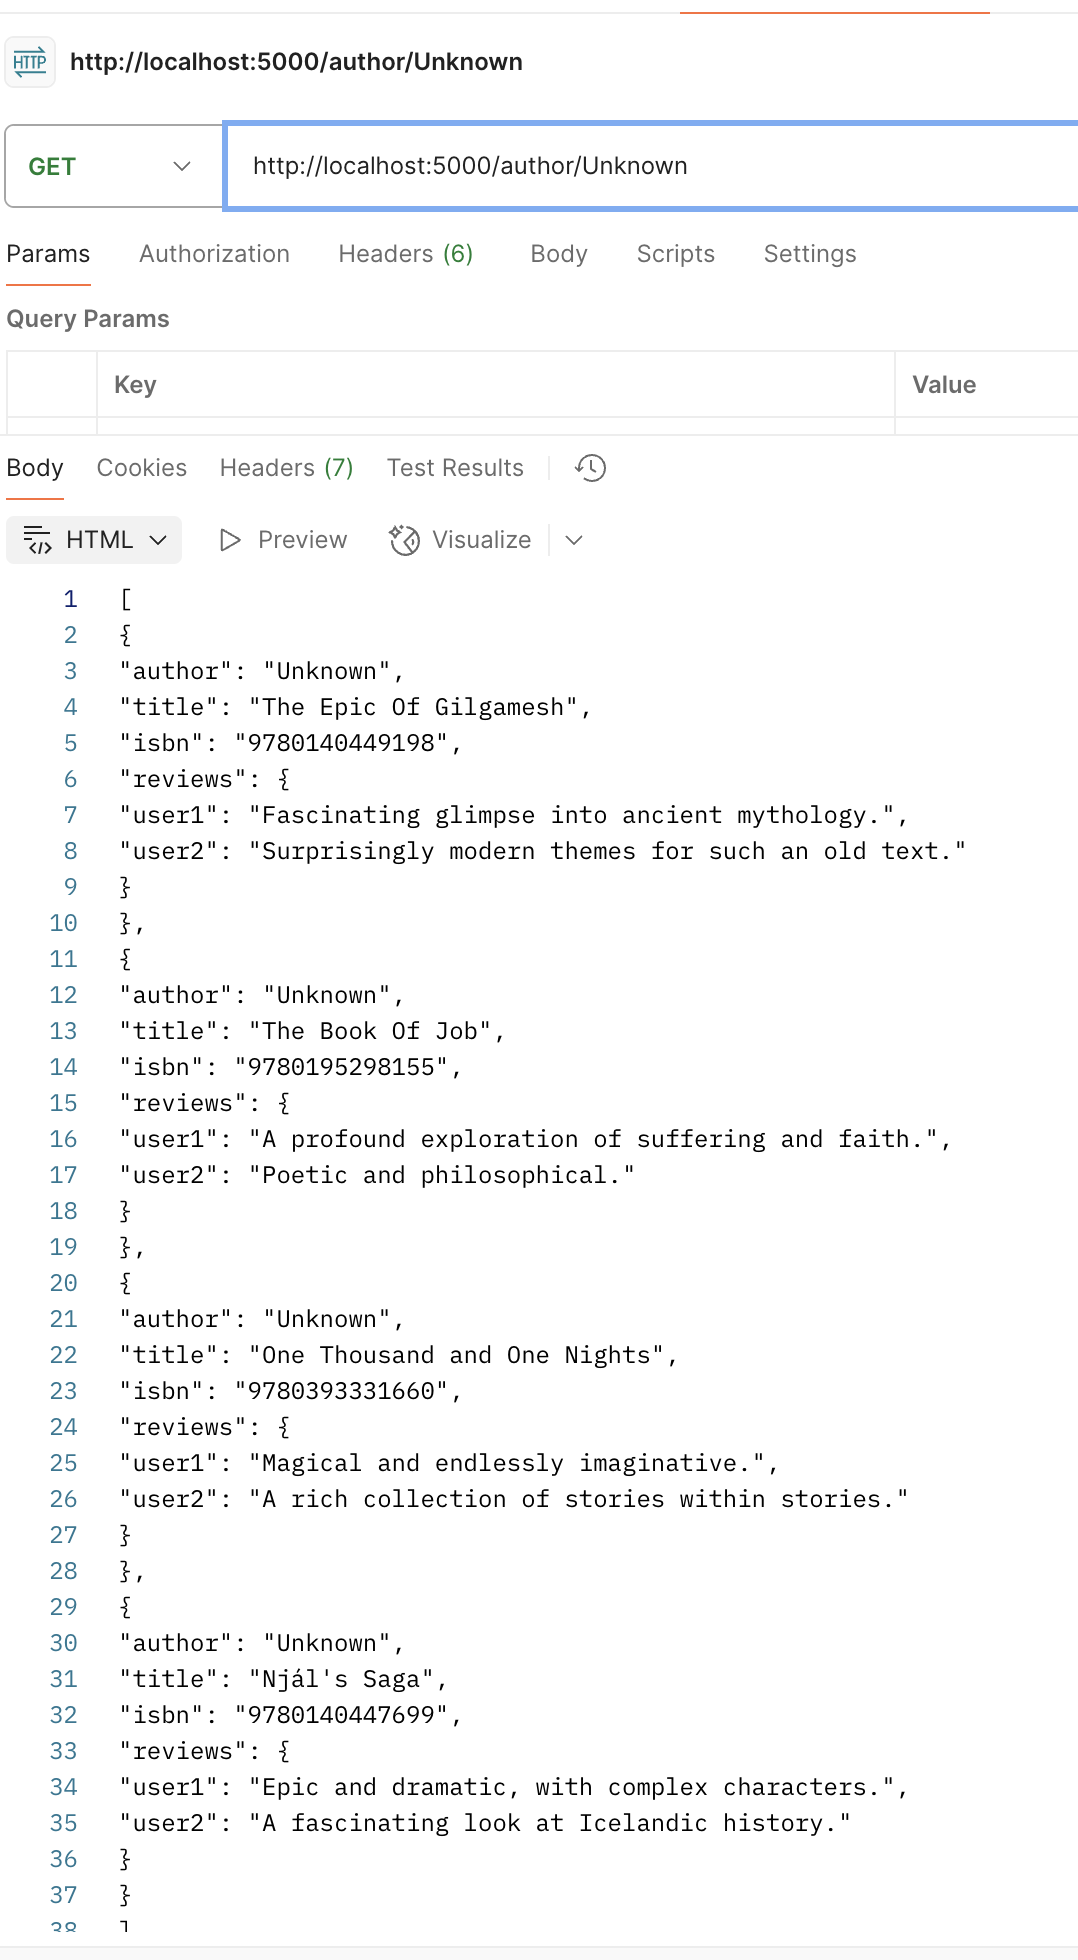 HTTP http://localhost:5000/author/Unknown
GET http://localhost:5000/author/Unknown
Params Authorization Headers (6) Body Scripts Settings
Query Params
Key Value
Body Cookies Headers (7) Test Results
</> HTML Preview Visualize
1 [
2 {
3 "author": "Unknown",
4 "title": "The Epic Of Gilgamesh",
5 "isbn": "9780140449198",
6 "reviews": {
7 "user1": "Fascinating glimpse into ancient mythology.",
8 "user2": "Surprisingly modern themes for such an old text."
9 }
10 },
11 {
12 "author": "Unknown",
13 "title": "The Book Of Job",
14 "isbn": "9780195298155",
15 "reviews": {
16 "user1": "A profound exploration of suffering and faith.",
17 "user2": "Poetic and philosophical."
18 }
19 },
20 {
21 "author": "Unknown",
22 "title": "One Thousand and One Nights",
23 "isbn": "9780393331660",
24 "reviews": {
25 "user1": "Magical and endlessly imaginative.",
26 "user2": "A rich collection of stories within stories."
27 }
28 },
29 {
30 "author": "Unknown",
31 "title": "Njál's Saga",
32 "isbn": "9780140447699",
33 "reviews": {
34 "user1": "Epic and dramatic, with complex characters.",
35 "user2": "A fascinating look at Icelandic history."
36 }
37 }
38 ]